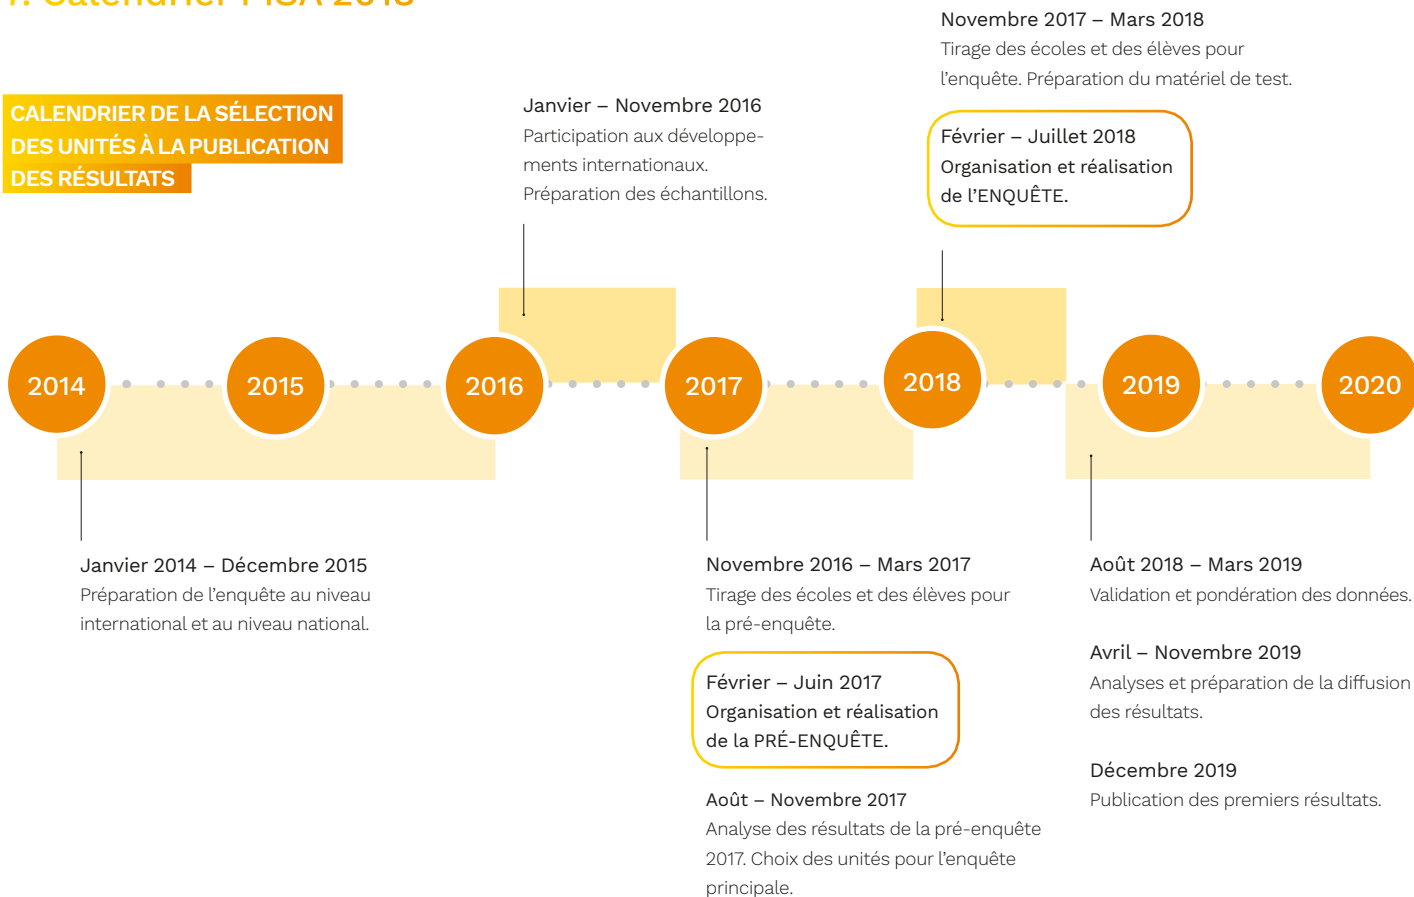 7. Calendrier PISA 2018
CALENDRIER DE LA SÉLECTION
DES UNITÉS À LA PUBLICATION
DES RÉSULTATS
Janvier – Novembre 2016
Participation aux développe-
ments internationaux.
Préparation des échantillons.
Novembre 2017 – Mars 2018
Tirage des écoles et des élèves pour
l’enquête. Préparation du matériel de test.
Février – Juillet 2018
Organisation et réalisation
de l’ENQUÊTE.
2014
2015
2016
2017
2018
2019
2020
Janvier 2014 – Décembre 2015
Préparation de l’enquête au niveau
international et au niveau national.
Novembre 2016 – Mars 2017
Tirage des écoles et des élèves pour
la pré-enquête.
Février – Juin 2017
Organisation et réalisation
de la PRÉ-ENQUÊTE.
Août – Novembre 2017
Analyse des résultats de la pré-enquête
2017. Choix des unités pour l’enquête
principale.
Août 2018 – Mars 2019
Validation et pondération des données.
Avril – Novembre 2019
Analyses et préparation de la diffusion
des résultats.
Décembre 2019
Publication des premiers résultats.